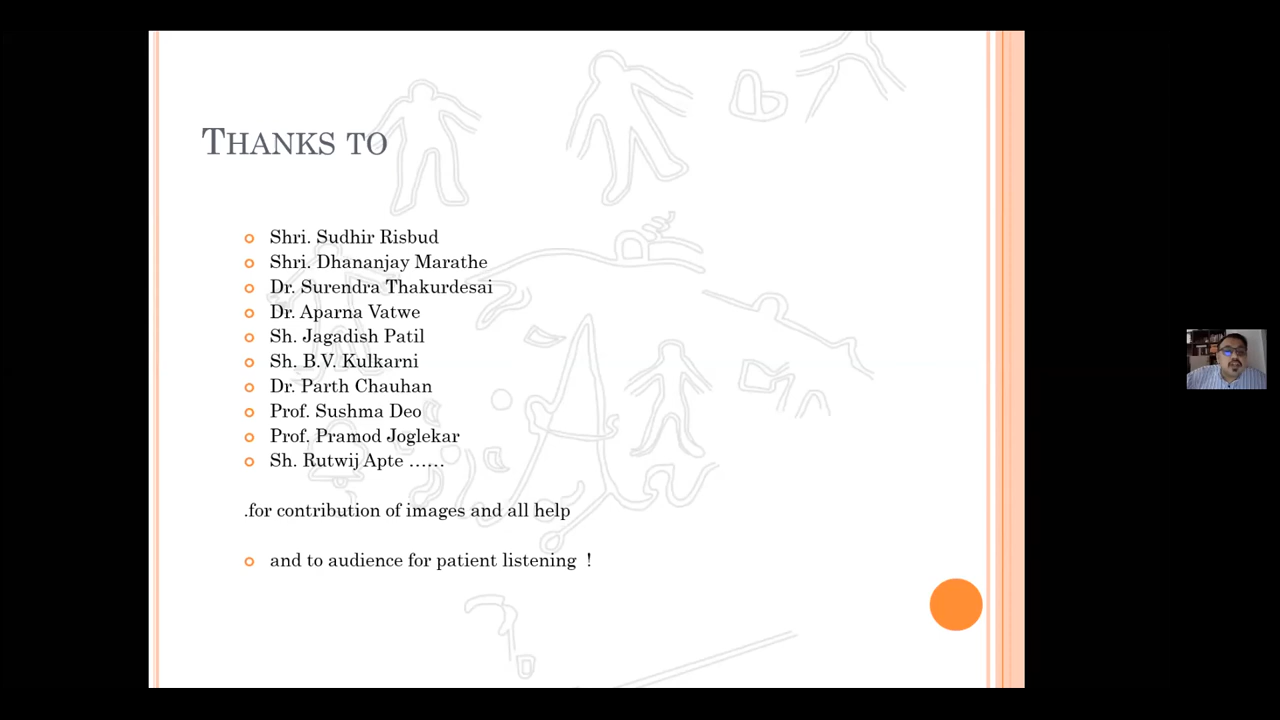 THANKS TO
Shri. Sudhir Risbud
Shri. Dhananjay Marathe
Dr. Surendra Thakurdesai
Dr. Aparna Vatwe
Sh. Jagadish Patil
Sh. B.V. Kulkarni
Dr. Parth Chauhan
Prof. Sushma Deo
Prof. Pramod Joglekar
Sh. Rutwij Apte ......
.for contribution of images and all help
and to audience for patient listening !